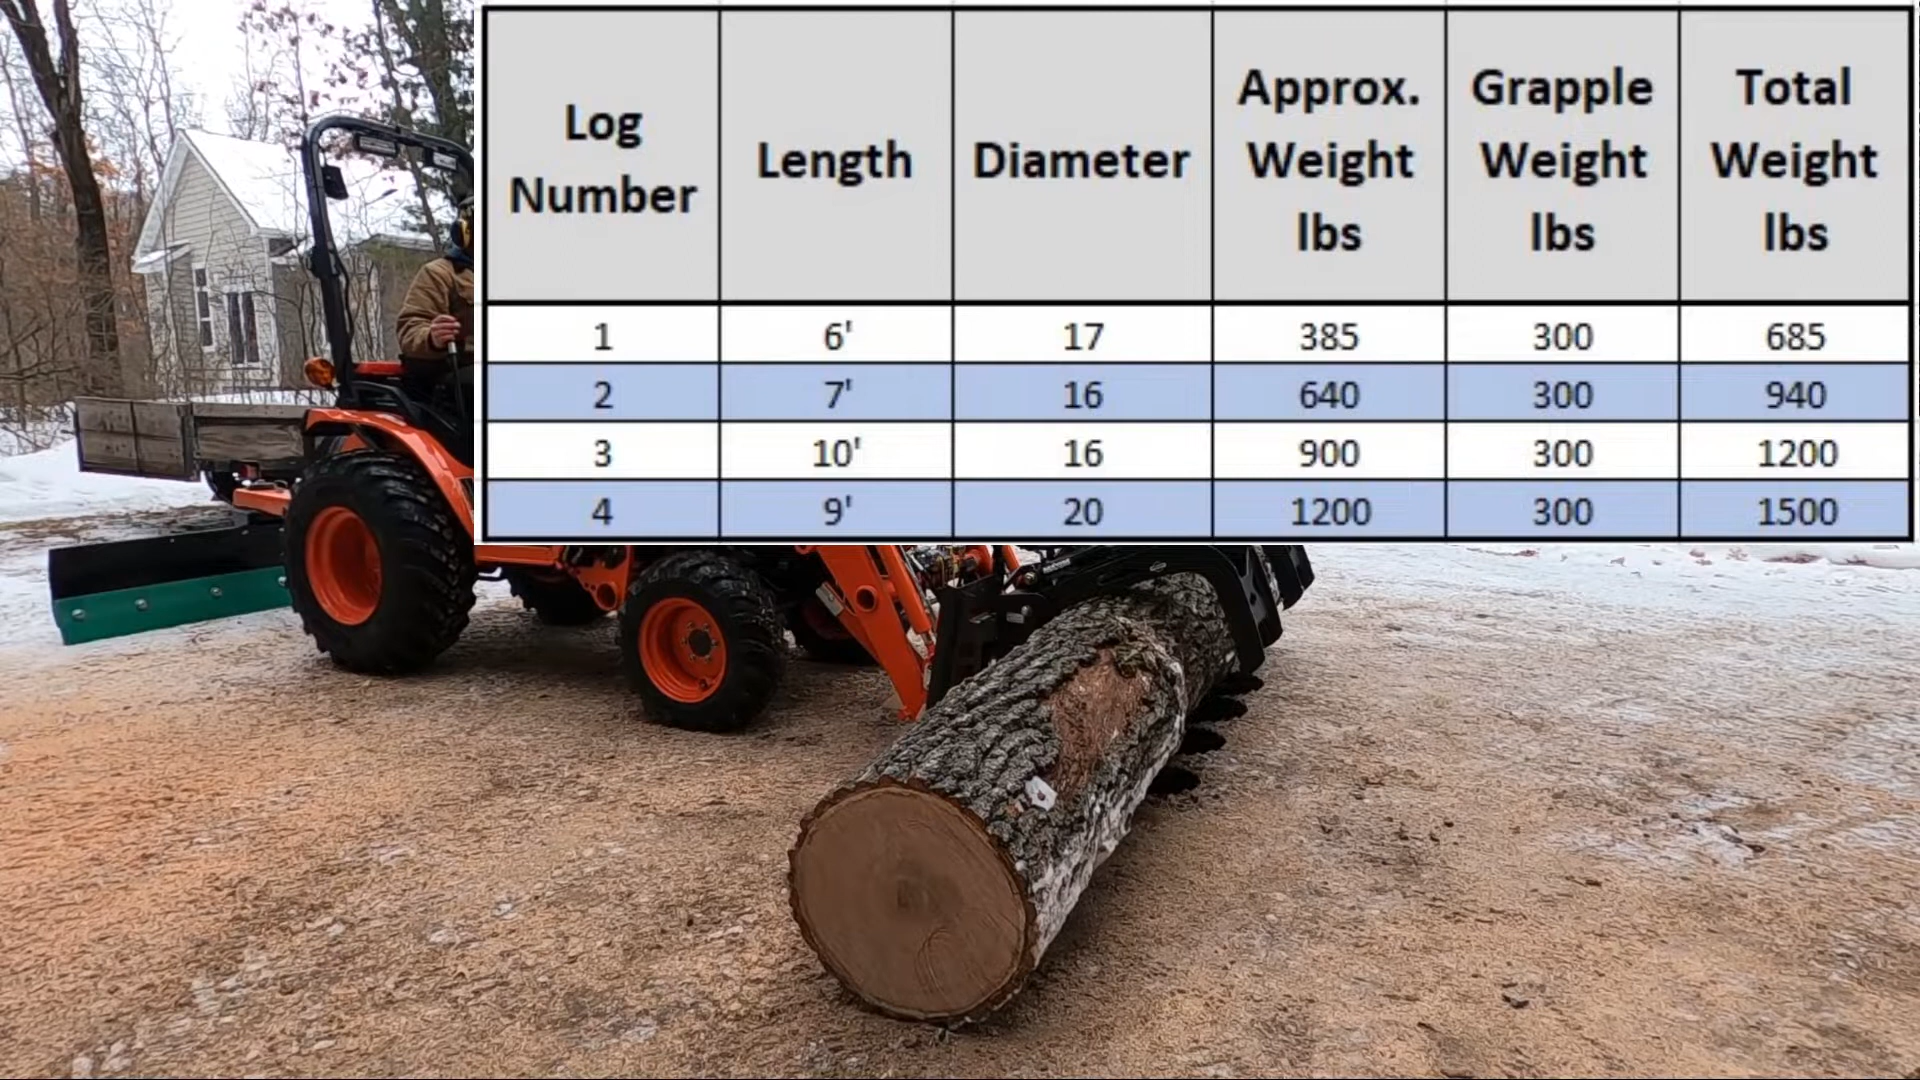 Log Number Length Diameter Approx. Weight lbs Grapple Weight lbs Total Weight lbs
1 6' 17 385 300 685
2 7' 16 640 300 940
3 10' 16 900 300 1200
4 9' 20 1200 300 1500